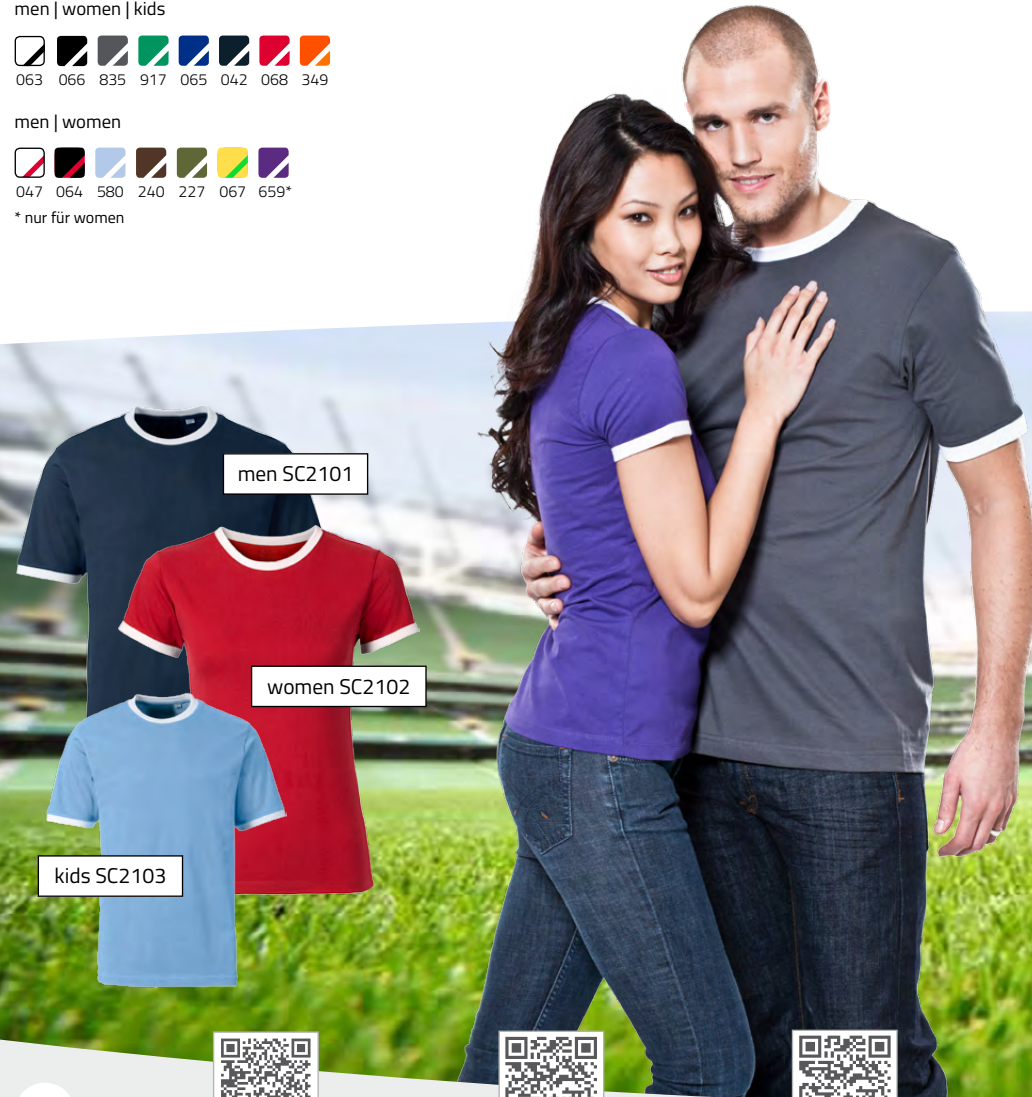 men | women | kids
063 066 835 917 065 042 068 349
men | women
047 064 580 240 227 067 659*
* nur für women
men SC2101
women SC2102
kids SC2103